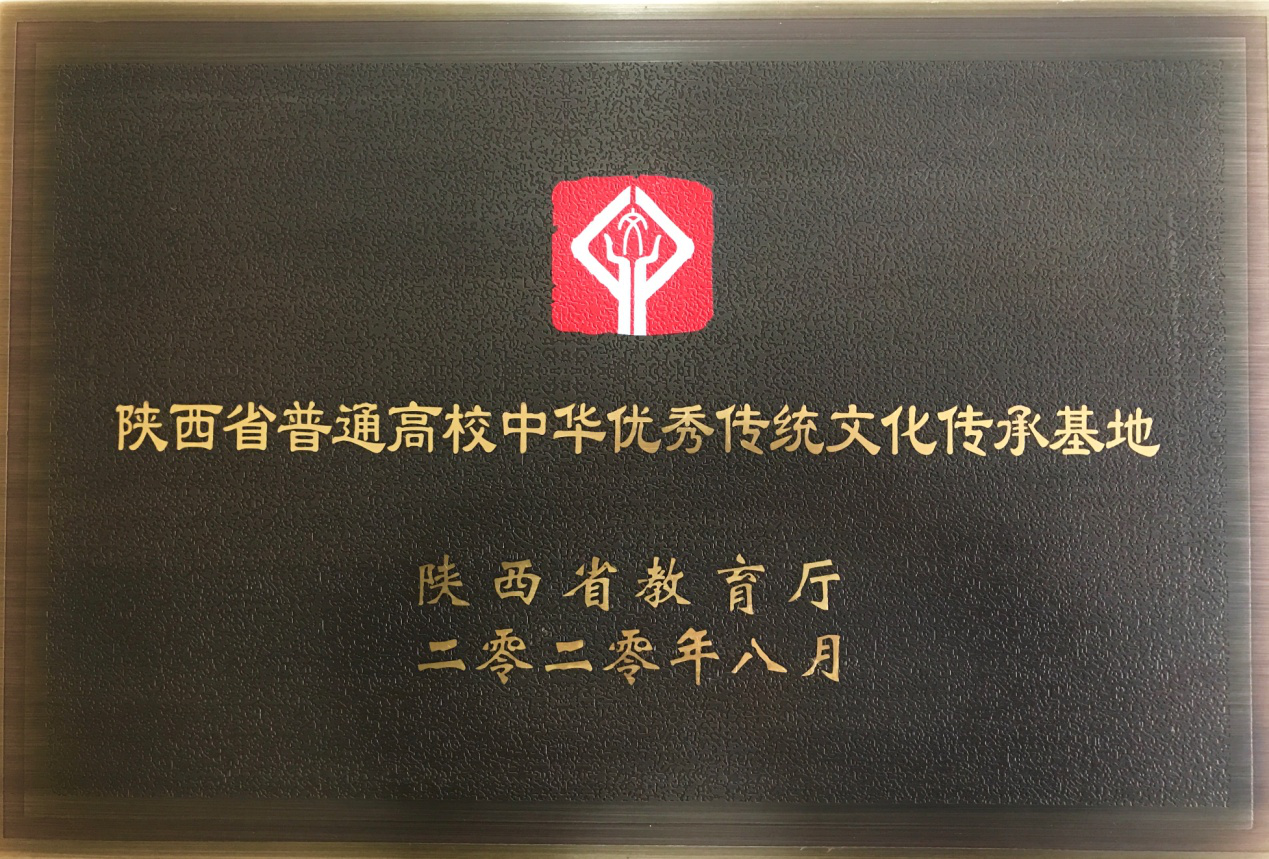 陕西省普通高校中华优秀传统文化传承基地
陕西省教育厅
二零二零年八月